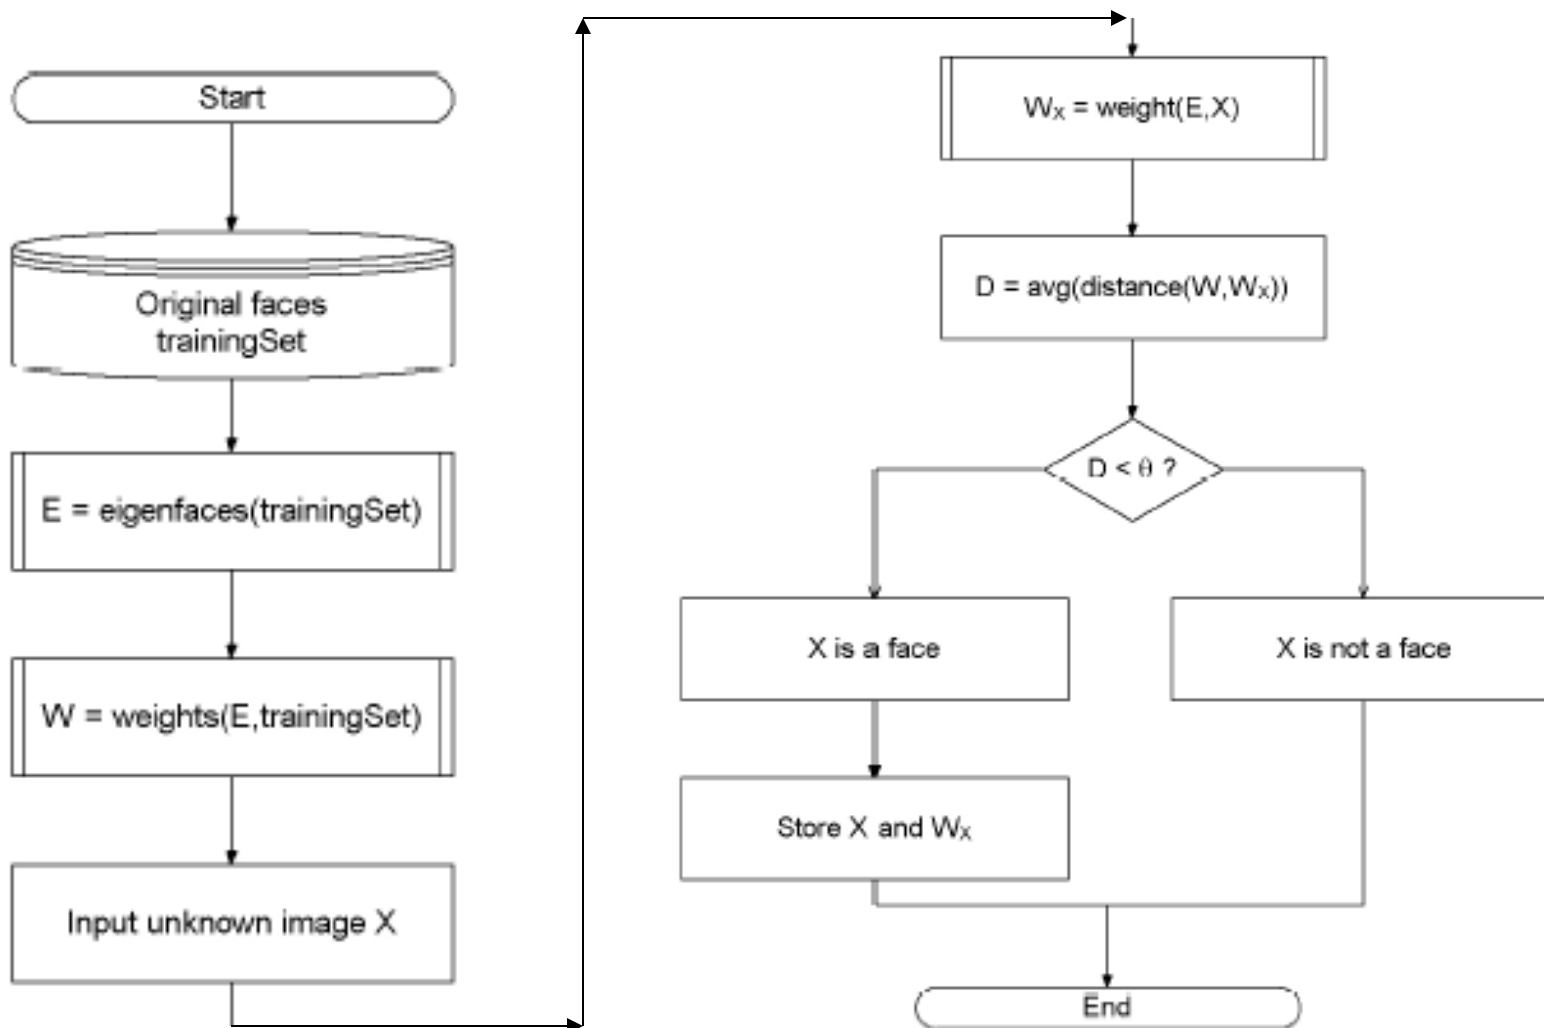 Start
Original faces
trainingSet
E = eigenfaces(trainingSet)
W = weights(E,trainingSet)
Input unknown image X
Wₓ = weight(E,X)
D = avg(distance(W,Wₓ))
D < θ ?
X is a face
X is not a face
Store X and Wₓ
End